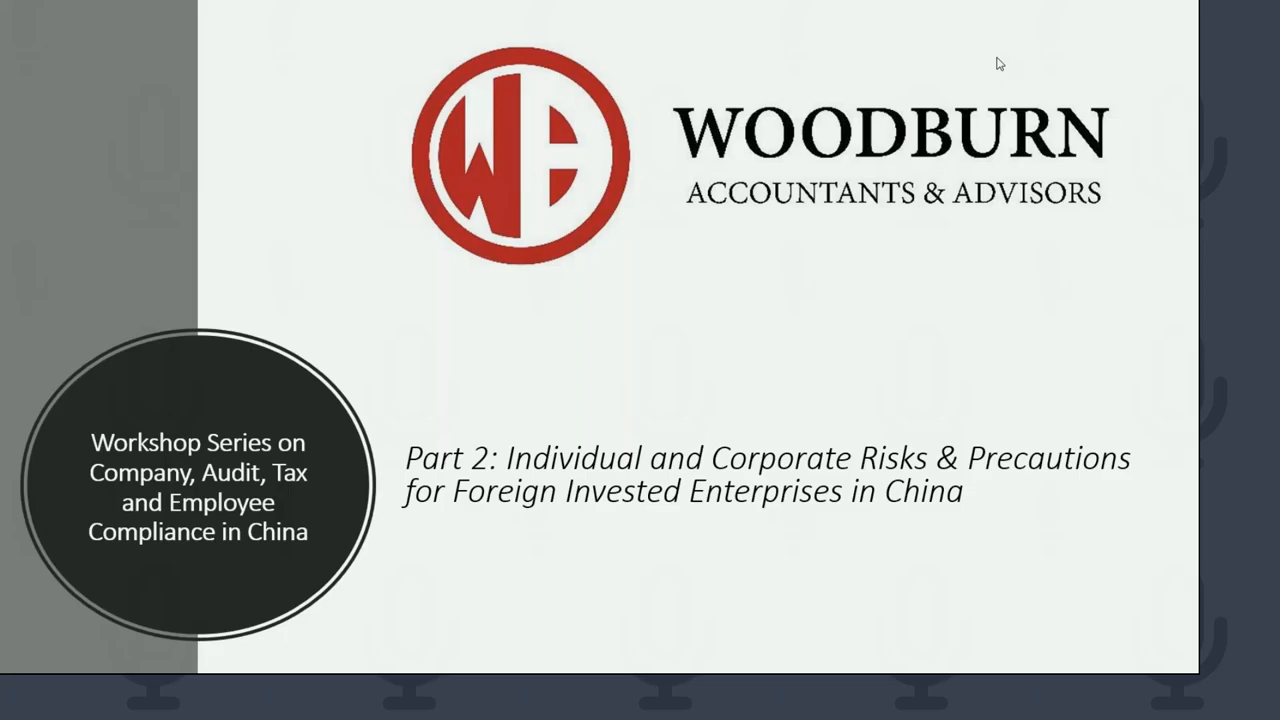 WB
WOODBURN
ACCOUNTANTS & ADVISORS
Workshop Series on
Company, Audit, Tax
and Employee
Compliance in China
Part 2: Individual and Corporate Risks & Precautions
for Foreign Invested Enterprises in China